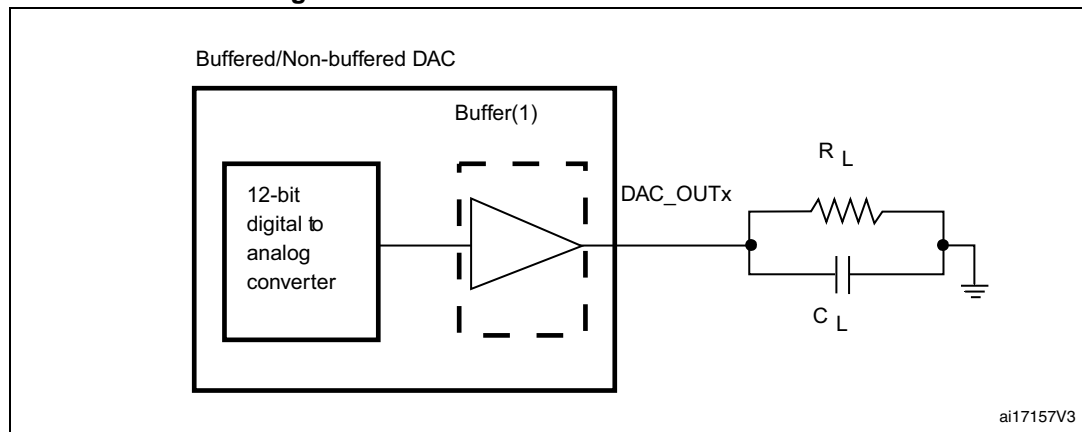 Buffered/Non-buffered DAC
Buffer(1)
12-bit
digital to
analog
converter
DAC_OUTx
R L
C L
ai17157V3